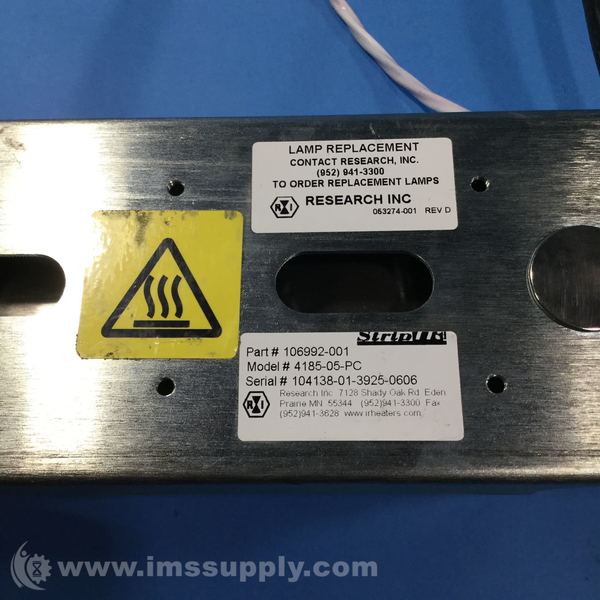 LAMP REPLACEMENT
CONTACT RESEARCH, INC.
(952) 941-3300
TO ORDER REPLACEMENT LAMPS
RESEARCH INC
053274-001 REV D
StripIR
Part # 106992-001
Model # 4185-05-PC
Serial # 104138-01-3925-0606
Research Inc 7128 Shady Oak Rd Eden
Prairie MN 55344 (952)941-3300 Fax
(952)941-3628 www.irheaters.com
www.imssupply.com